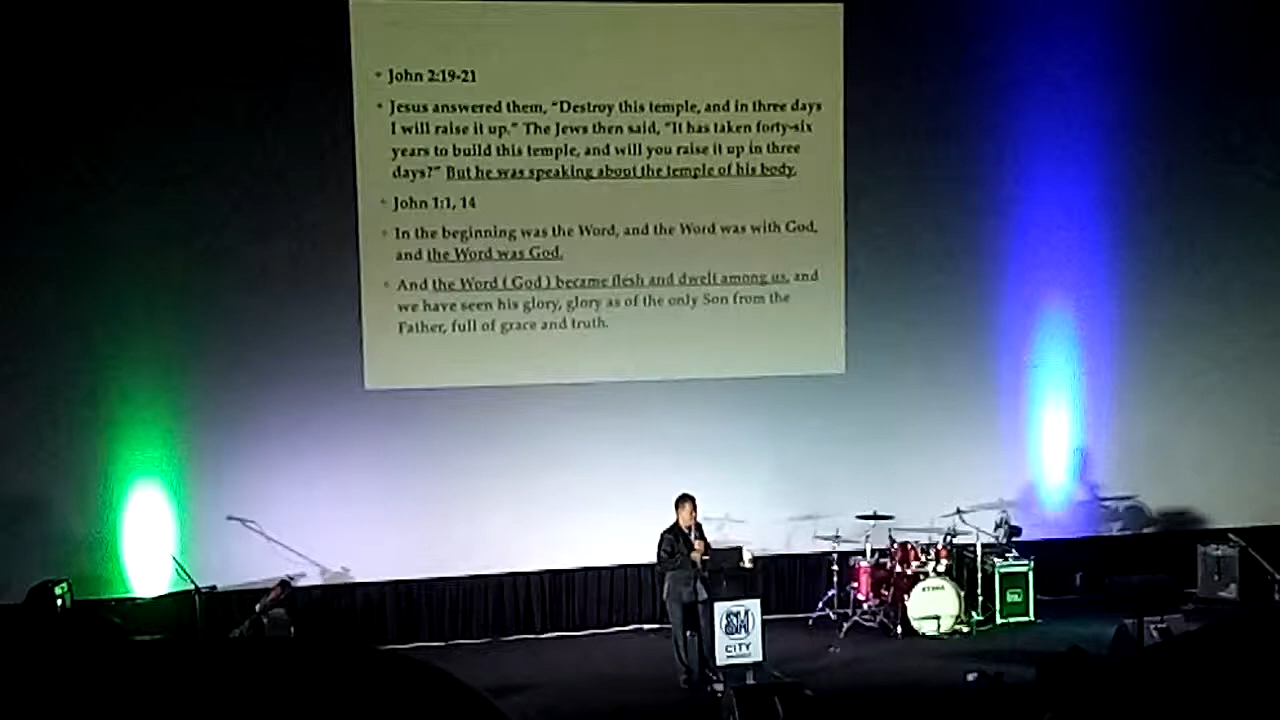 • John 2:19-21
• Jesus answered them, “Destroy this temple, and in three days
I will raise it up.” The Jews then said, “It has taken forty-six
years to build this temple, and will you raise it up in three
days?” But he was speaking about the temple of his body.
• John 1:1, 14
• In the beginning was the Word, and the Word was with God,
and the Word was God.
• And the Word ( God ) became flesh and dwelt among us, and
we have seen his glory, glory as of the only Son from the
Father, full of grace and truth.
SM
CITY
TAMA